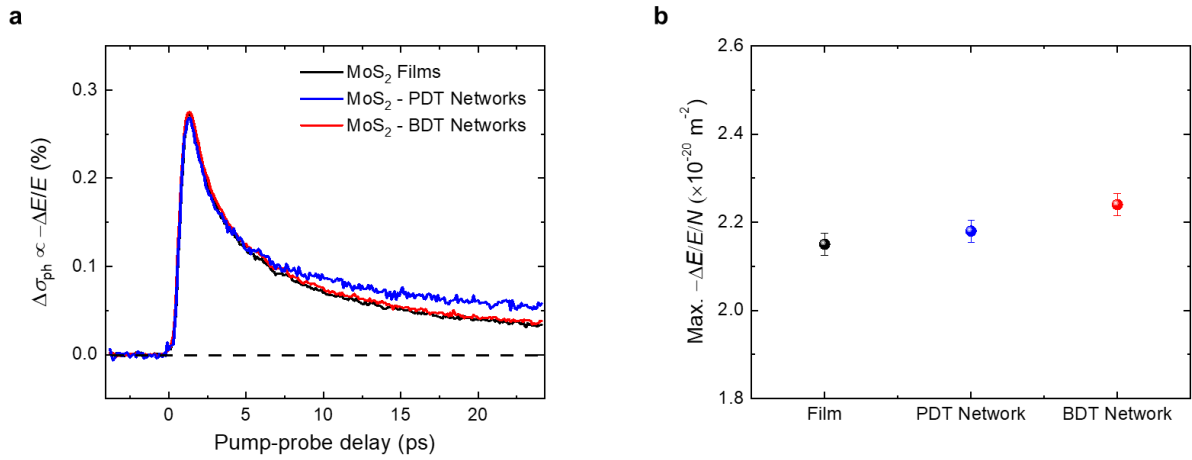 a
Δσph ∝ −ΔE/E (%)
0.3
0.2
0.1
0.0
MoS2 Films
MoS2 - PDT Networks
MoS2 - BDT Networks
0 5 10 15 20
Pump-probe delay (ps)
b
Max. −ΔE/E/N (×10-20 m-2)
2.6
2.4
2.2
2.0
1.8
Film PDT Network BDT Network